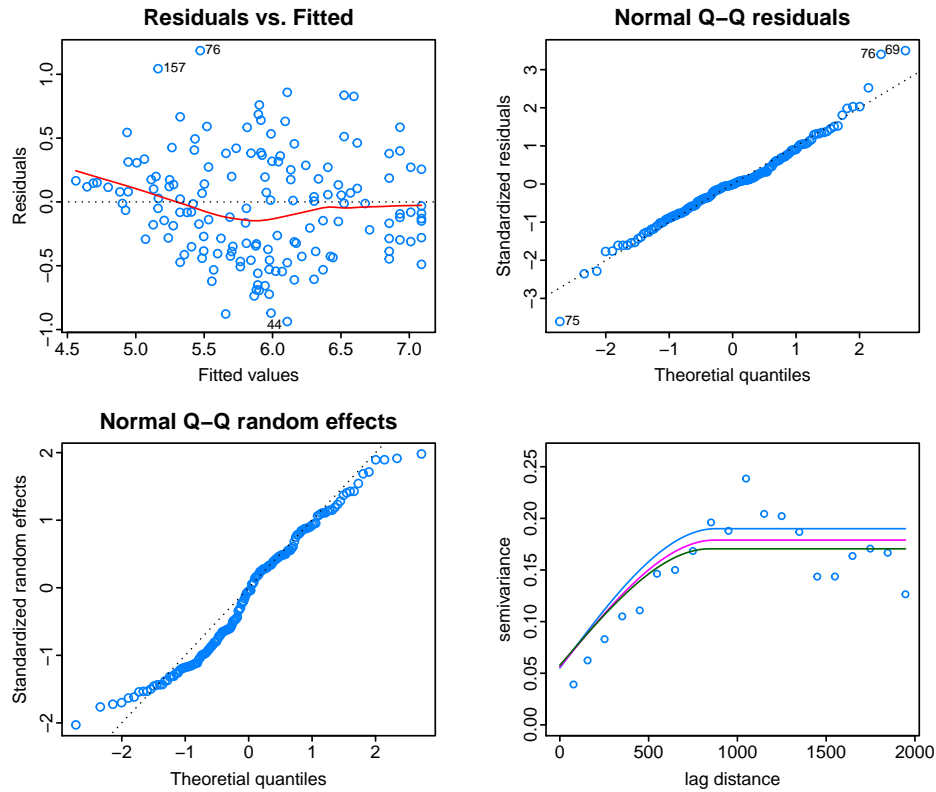 Residuals vs. Fitted
Residuals
−1.0 −0.5 0.0 0.5 1.0
76
157
44
4.5 5.0 5.5 6.0 6.5 7.0
Fitted values
Normal Q−Q residuals
Standardized residuals
−3 −2 −1 0 1 2 3
76 69
75
−2 −1 0 1 2
Theoretial quantiles
Normal Q−Q random effects
Standardized random effects
−2 −1 0 1 2
−2 −1 0 1 2
Theoretial quantiles
semivariance
0.00 0.05 0.10 0.15 0.20 0.25
0 500 1000 1500 2000
lag distance